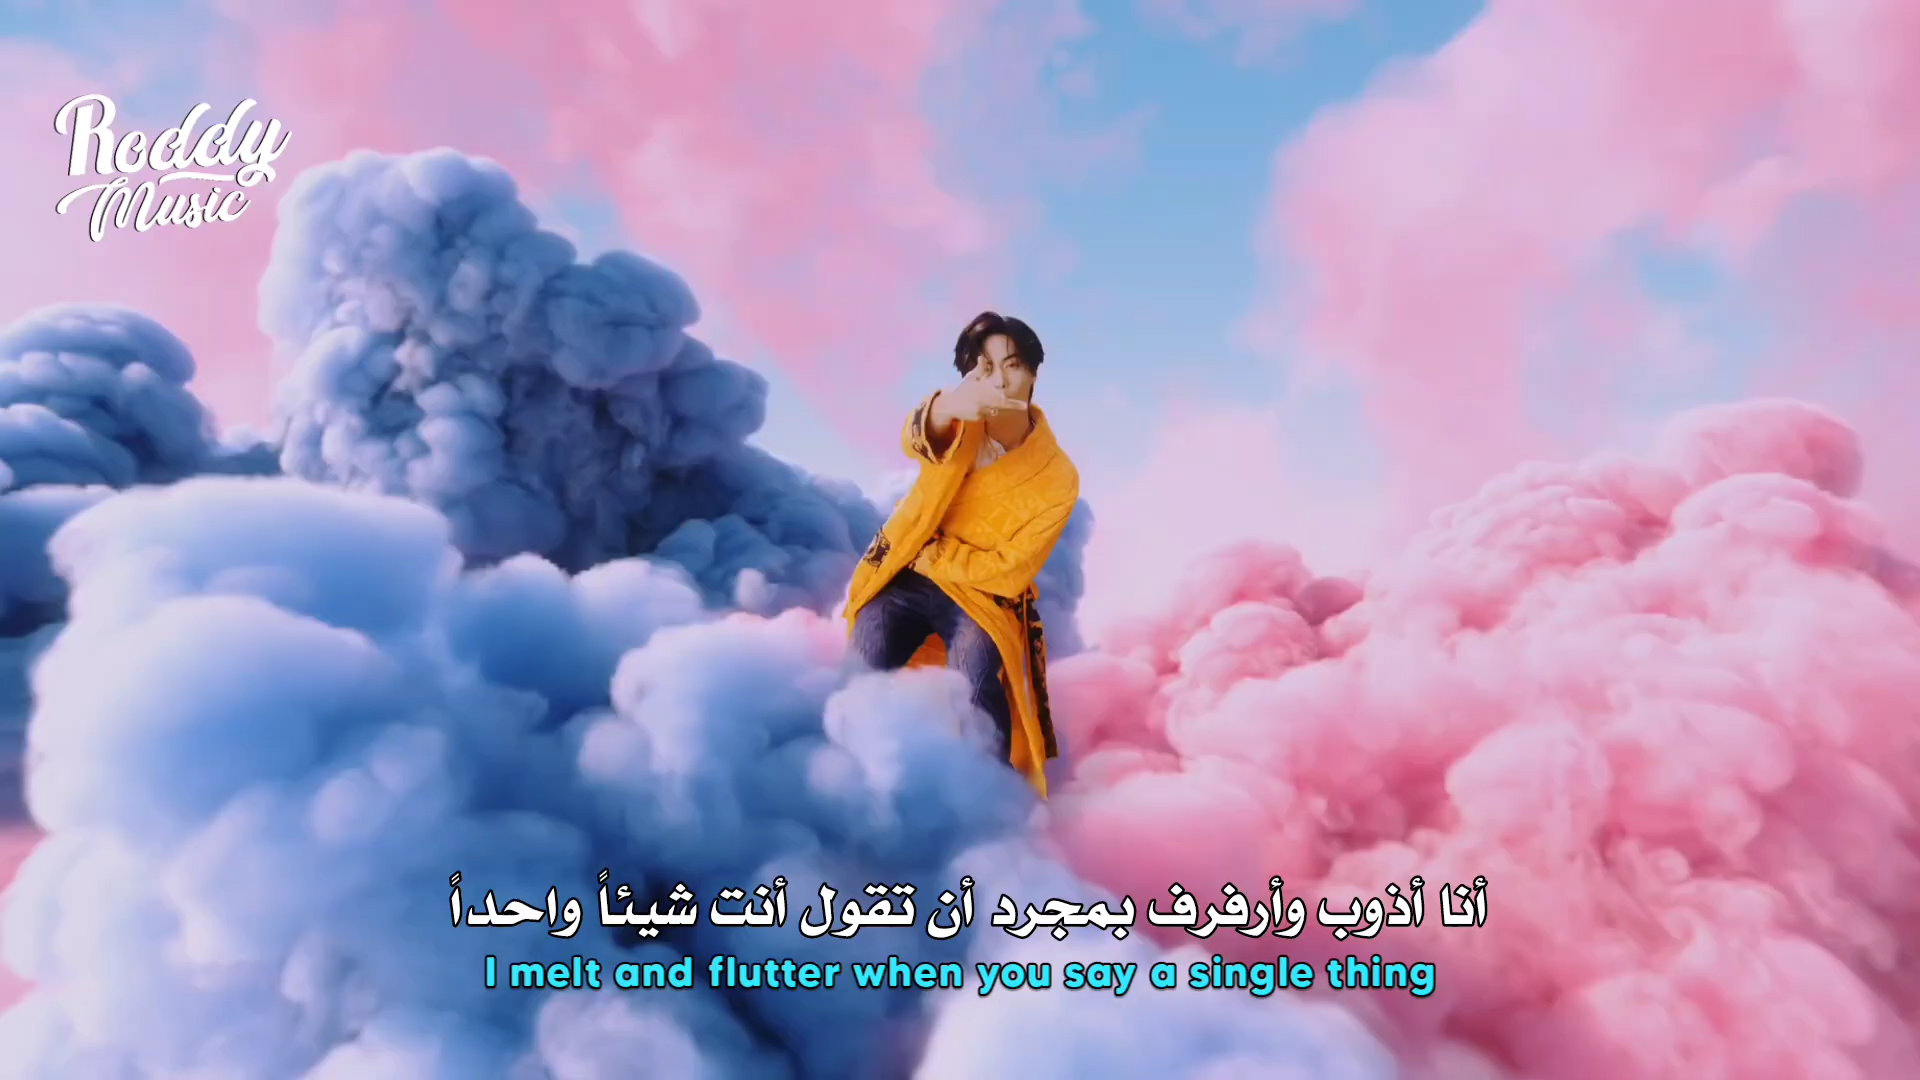 Roddy
Music
أنا أذوب وأرفرف بمجرد أن تقول أنت شيئاً واحداً
I melt and flutter when you say a single thing